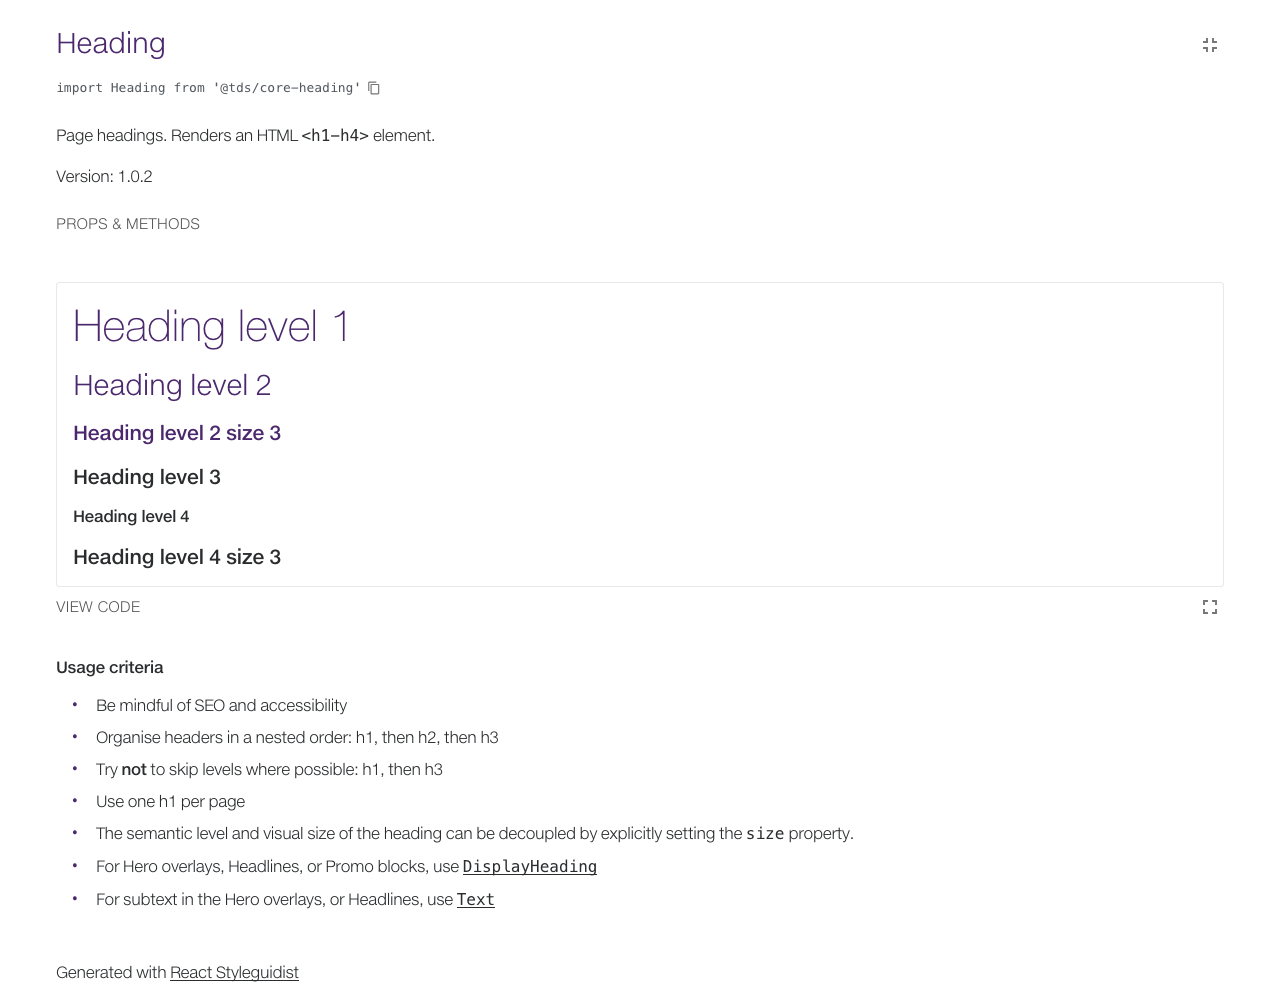 Heading
import Heading from '@tds/core-heading'
Page headings. Renders an HTML <h1-h4> element.
Version: 1.0.2
PROPS & METHODS
Heading level 1
Heading level 2
Heading level 2 size 3
Heading level 3
Heading level 4
Heading level 4 size 3
VIEW CODE
Usage criteria
• Be mindful of SEO and accessibility
• Organise headers in a nested order: h1, then h2, then h3
• Try not to skip levels where possible: h1, then h3
• Use one h1 per page
• The semantic level and visual size of the heading can be decoupled by explicitly setting the size property.
• For Hero overlays, Headlines, or Promo blocks, use DisplayHeading
• For subtext in the Hero overlays, or Headlines, use Text
Generated with React Styleguidist